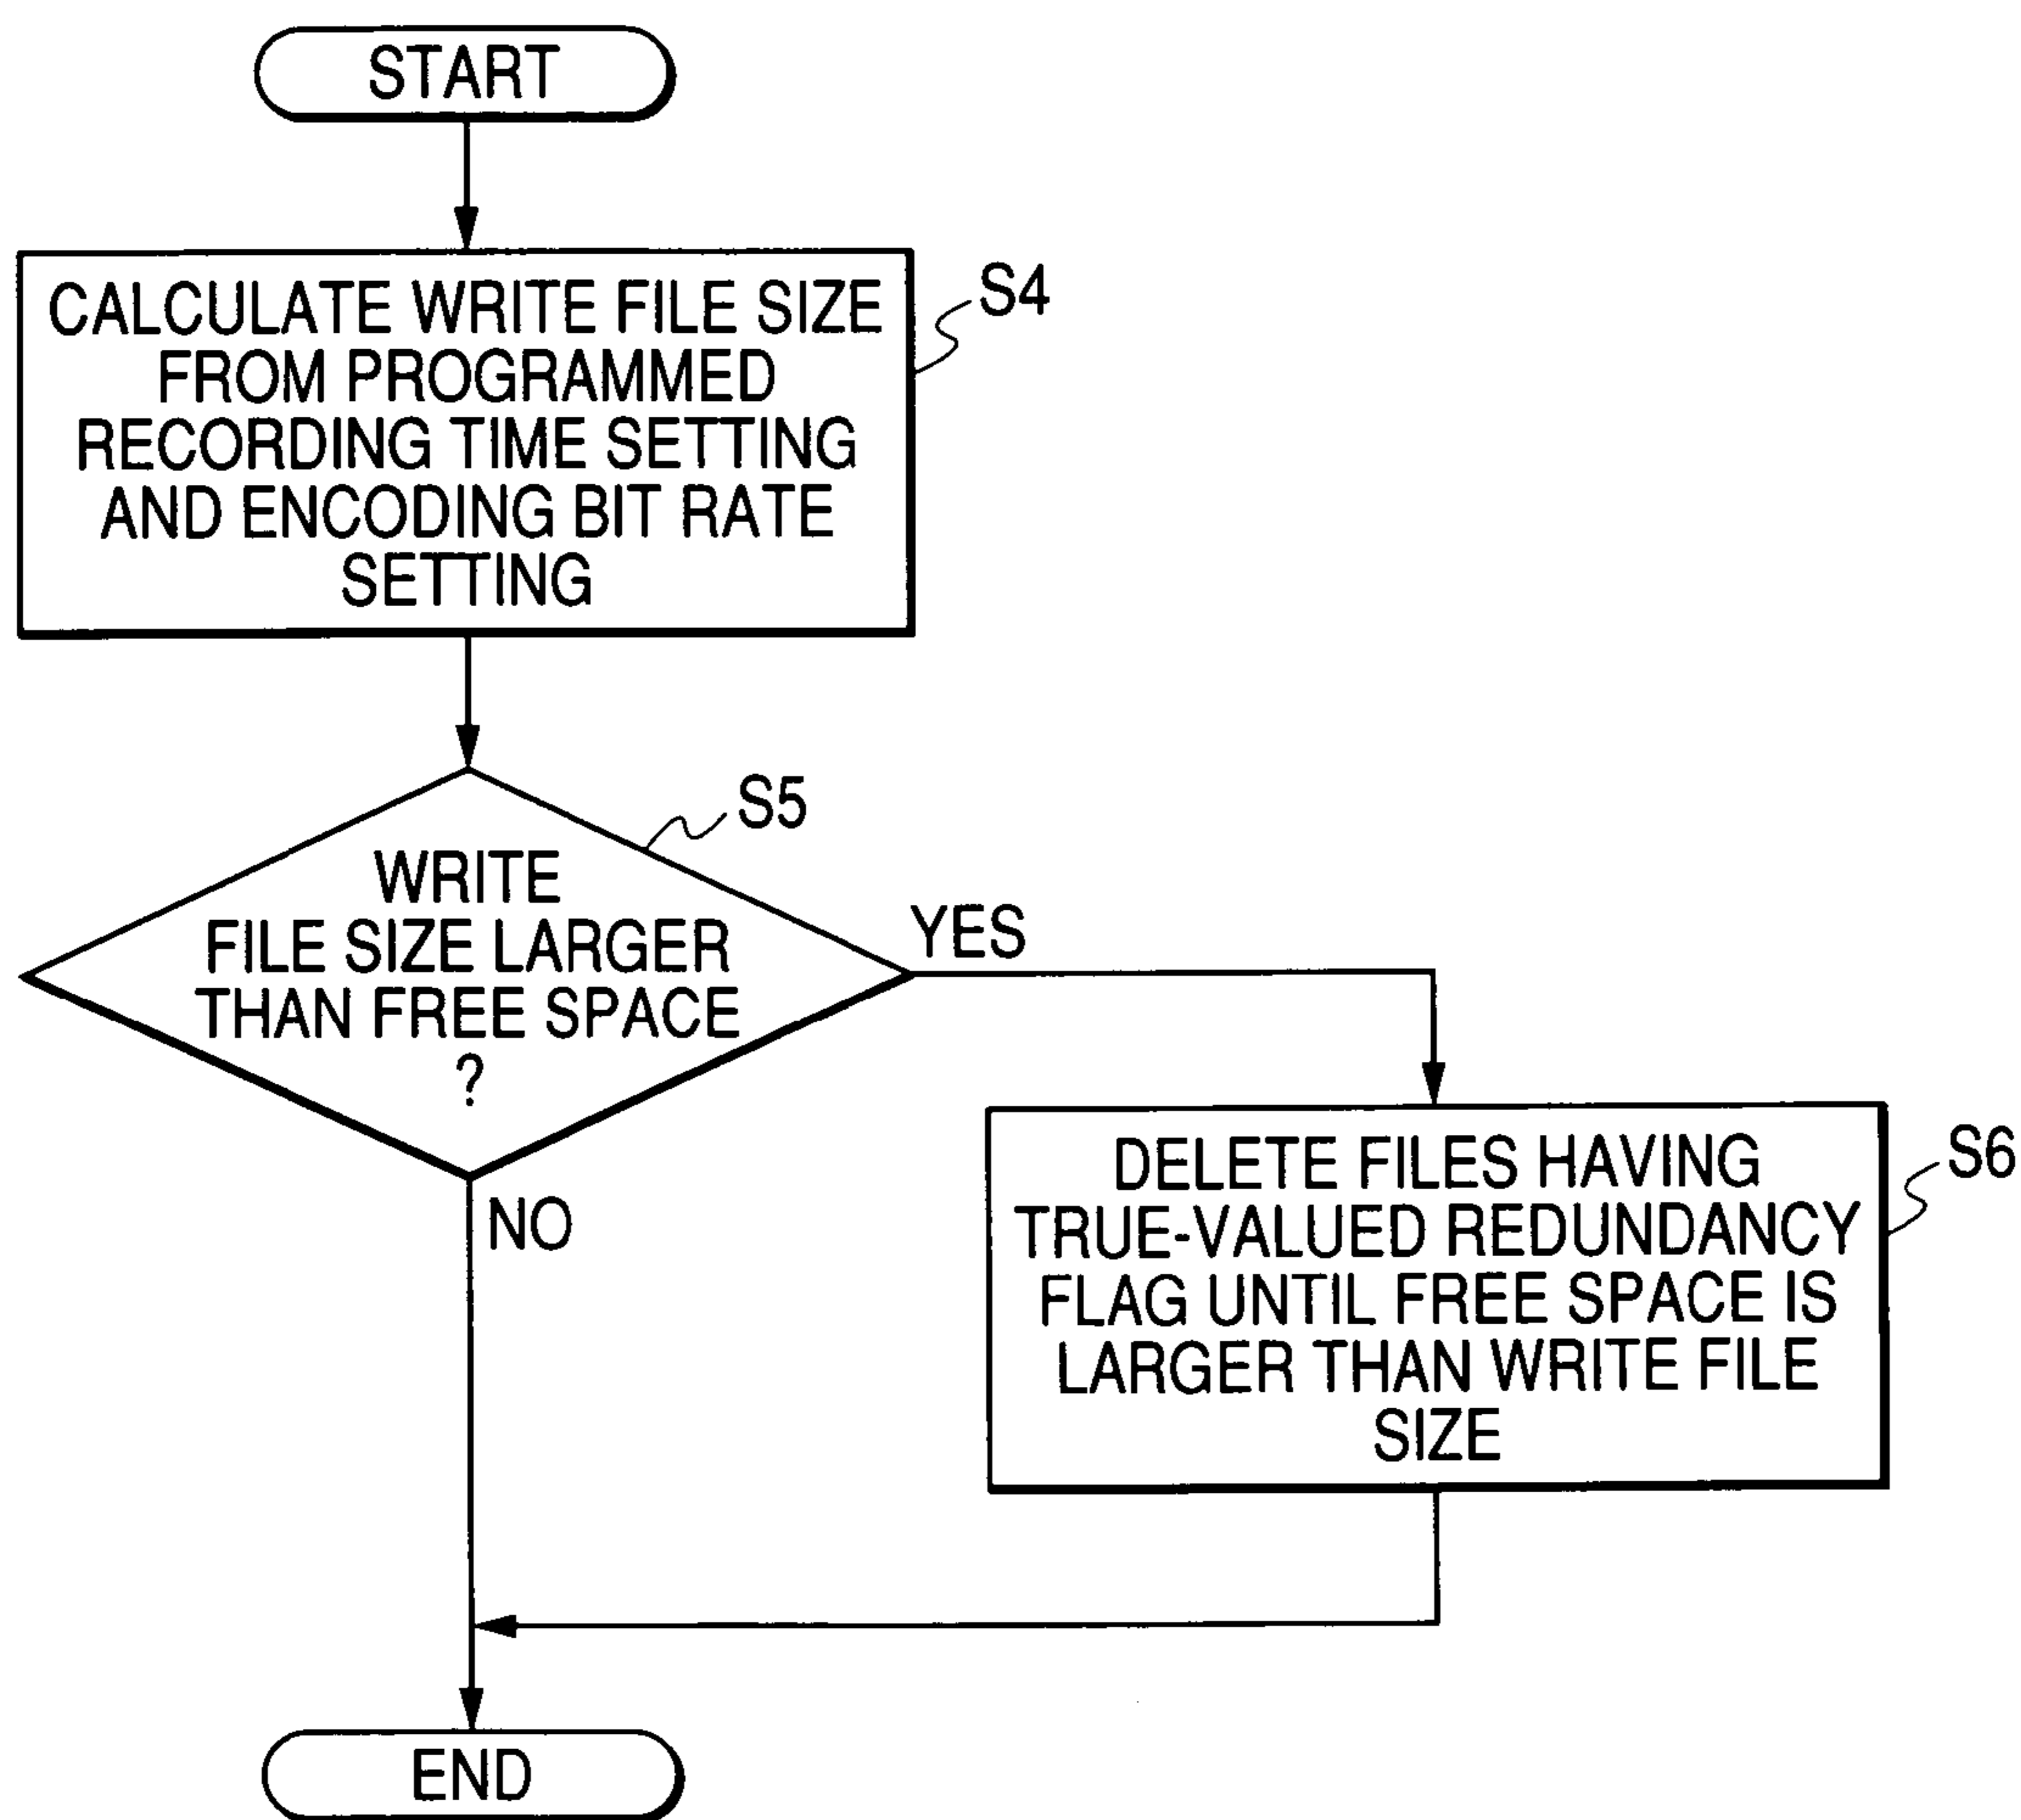 START
CALCULATE WRITE FILE SIZE
FROM PROGRAMMED
RECORDING TIME SETTING
AND ENCODING BIT RATE
SETTING
S4
WRITE
FILE SIZE LARGER
THAN FREE SPACE
?
S5
YES
NO
DELETE FILES HAVING
TRUE-VALUED REDUNDANCY
FLAG UNTIL FREE SPACE IS
LARGER THAN WRITE FILE
SIZE
S6
END